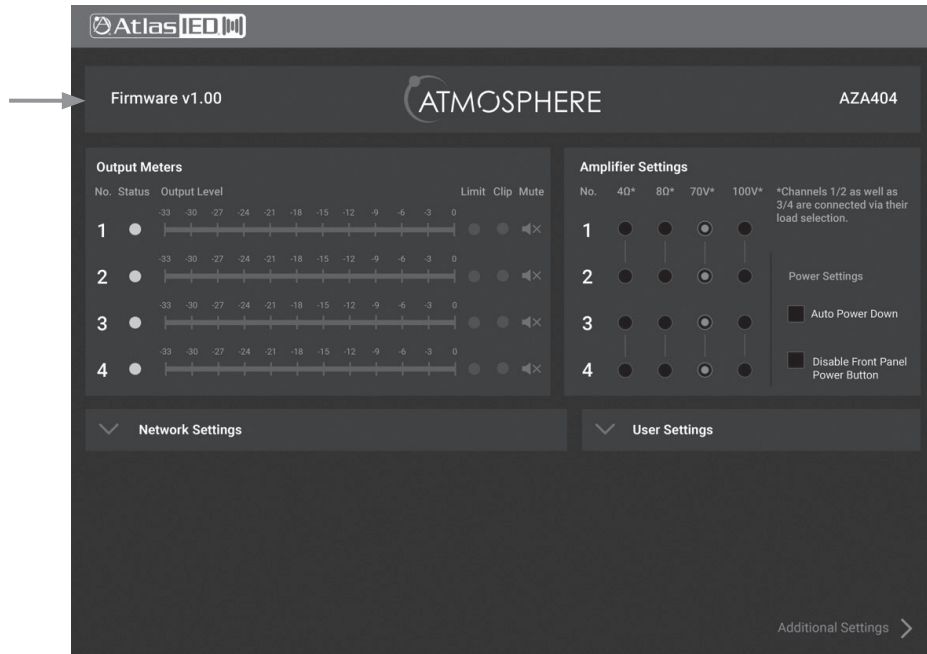 AtlasIED
Firmware v1.00
ATMOSPHERE
AZA404
Output Meters
No. Status Output Level Limit Clip Mute
-33 -30 -27 -24 -21 -18 -15 -12 -9 -6 -3 0
1
-33 -30 -27 -24 -21 -18 -15 -12 -9 -6 -3 0
2
-33 -30 -27 -24 -21 -18 -15 -12 -9 -6 -3 0
3
-33 -30 -27 -24 -21 -18 -15 -12 -9 -6 -3 0
4
Amplifier Settings
No. 4Ω* 8Ω* 70V* 100V*
1
2
3
4
*Channels 1/2 as well as
3/4 are connected via their
load selection.
Power Settings
Auto Power Down
Disable Front Panel
Power Button
Network Settings
User Settings
Additional Settings